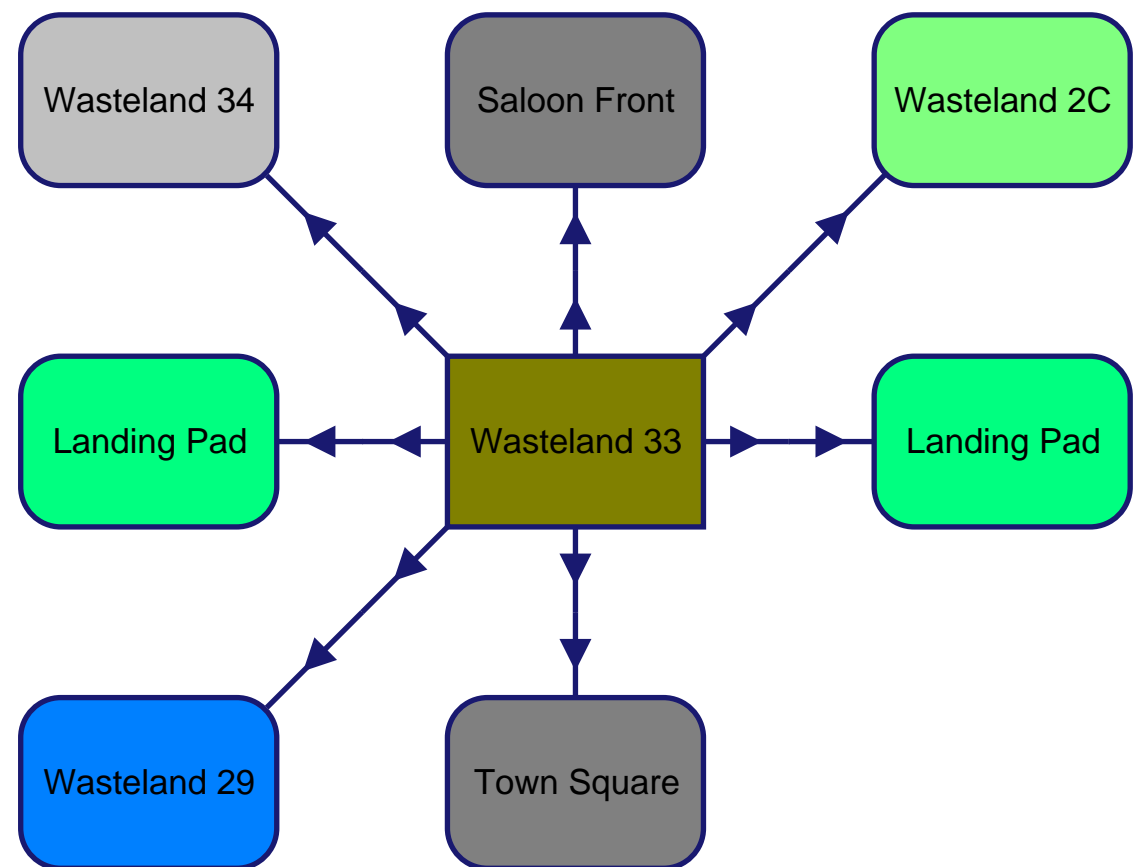 Wasteland 34
Saloon Front
Wasteland 2C
Landing Pad
Wasteland 33
Landing Pad
Wasteland 29
Town Square